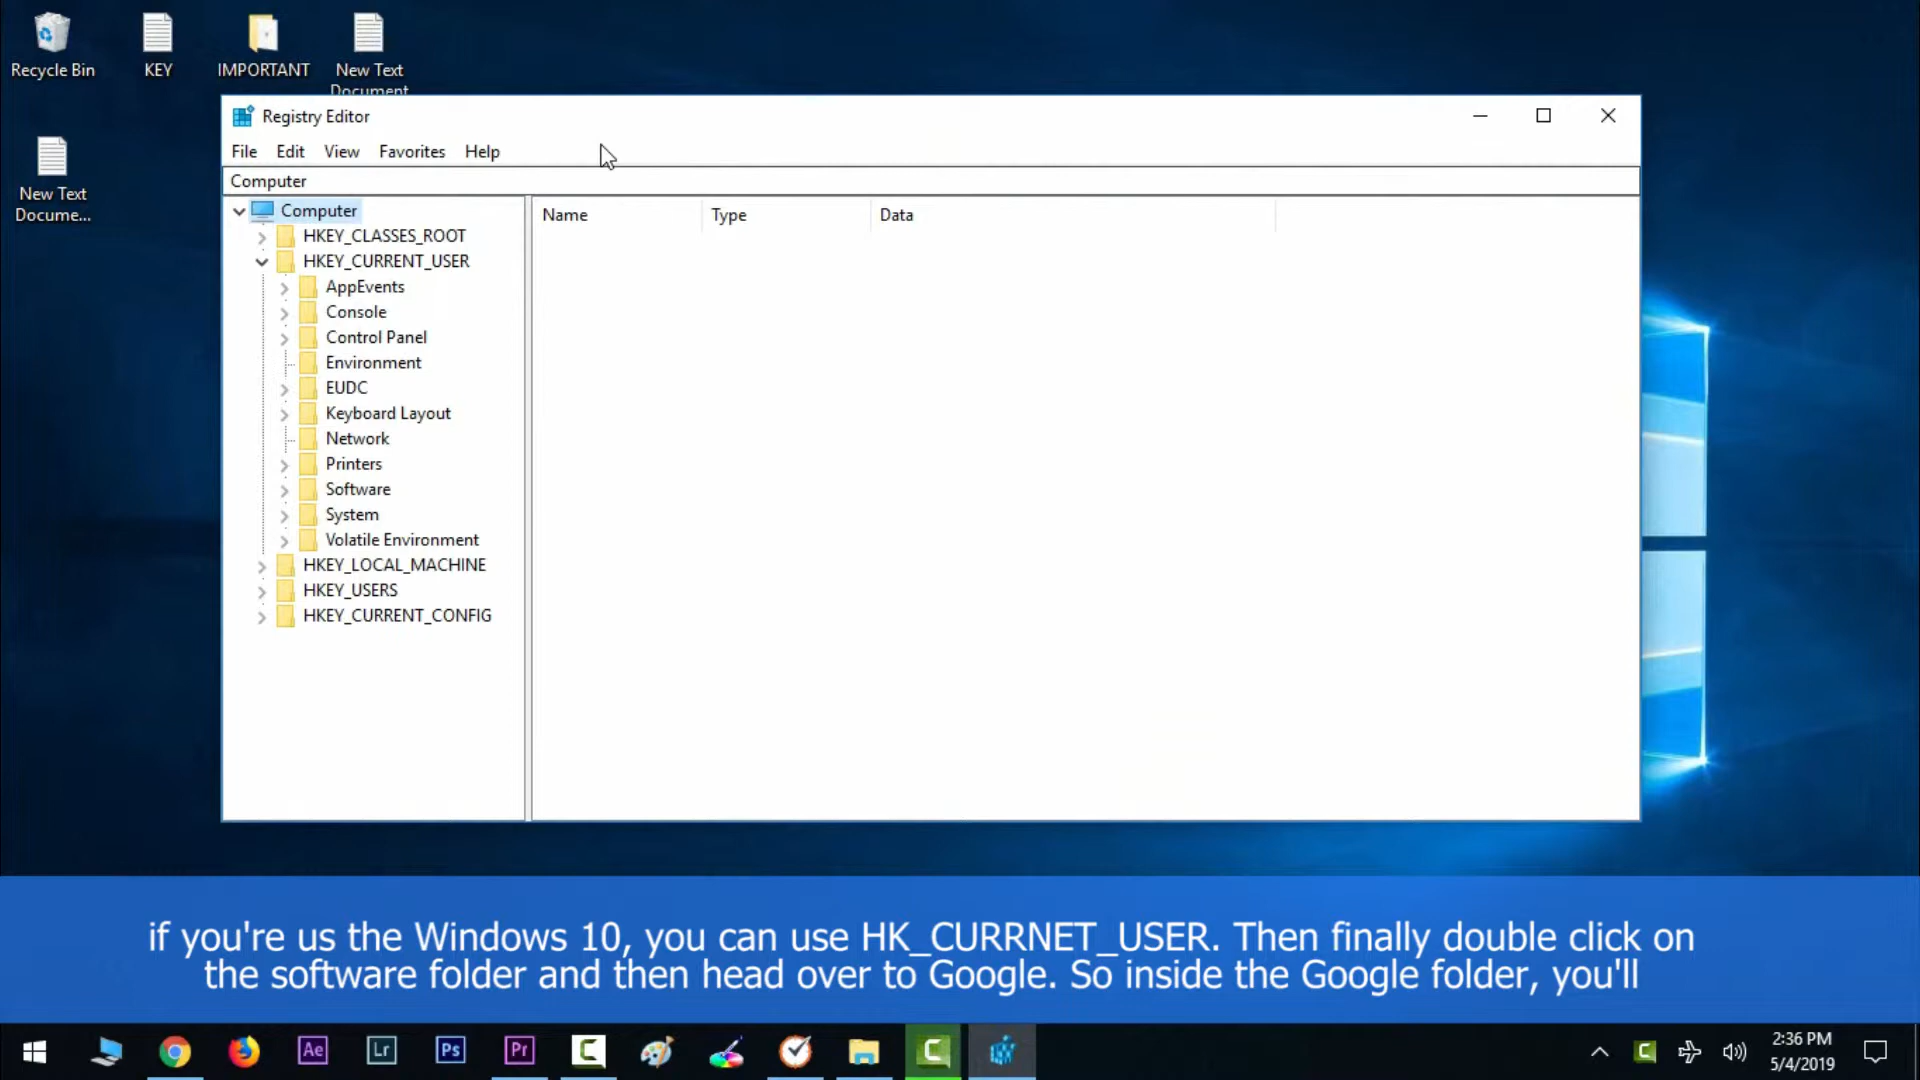 Recycle Bin
KEY
IMPORTANT
New Text
Document
New Text
Docume...
Registry Editor
File Edit View Favorites Help
Computer
Computer
HKEY_CLASSES_ROOT
HKEY_CURRENT_USER
AppEvents
Console
Control Panel
Environment
EUDC
Keyboard Layout
Network
Printers
Software
System
Volatile Environment
HKEY_LOCAL_MACHINE
HKEY_USERS
HKEY_CURRENT_CONFIG
Name Type Data
if you're us the Windows 10, you can use HK_CURRNET_USER. Then finally double click on
the software folder and then head over to Google. So inside the Google folder, you'll
Ae Lr Ps Pr
2:36 PM
5/4/2019